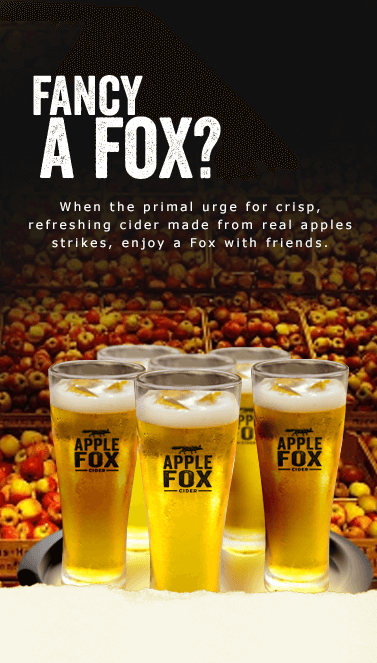 FANCY
A FOX?
When the primal urge for crisp,
refreshing cider made from real apples
strikes, enjoy a Fox with friends.
APPLE
FOX
CIDER
APPLE
FOX
CIDER
APPLE
FOX
CIDER